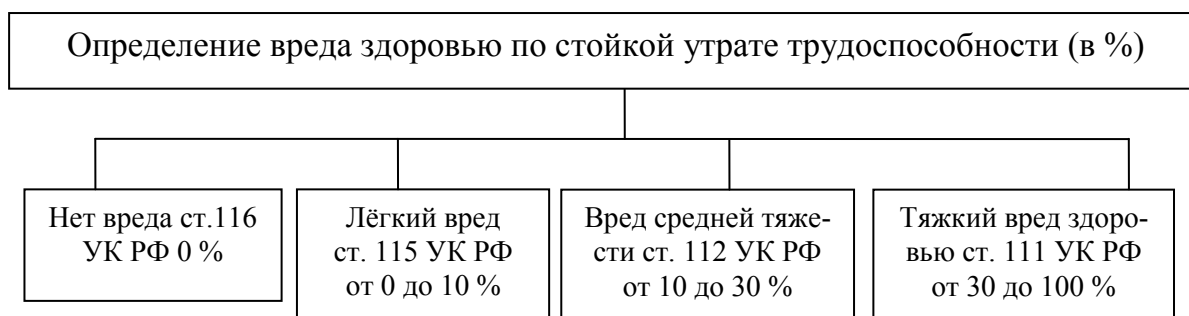 Определение вреда здоровью по стойкой утрате трудоспособности (в %)
Нет вреда ст.116
УК РФ 0 %
Лёгкий вред
ст. 115 УК РФ
от 0 до 10 %
Вред средней тяже-
сти ст. 112 УК РФ
от 10 до 30 %
Тяжкий вред здоро-
вью ст. 111 УК РФ
от 30 до 100 %